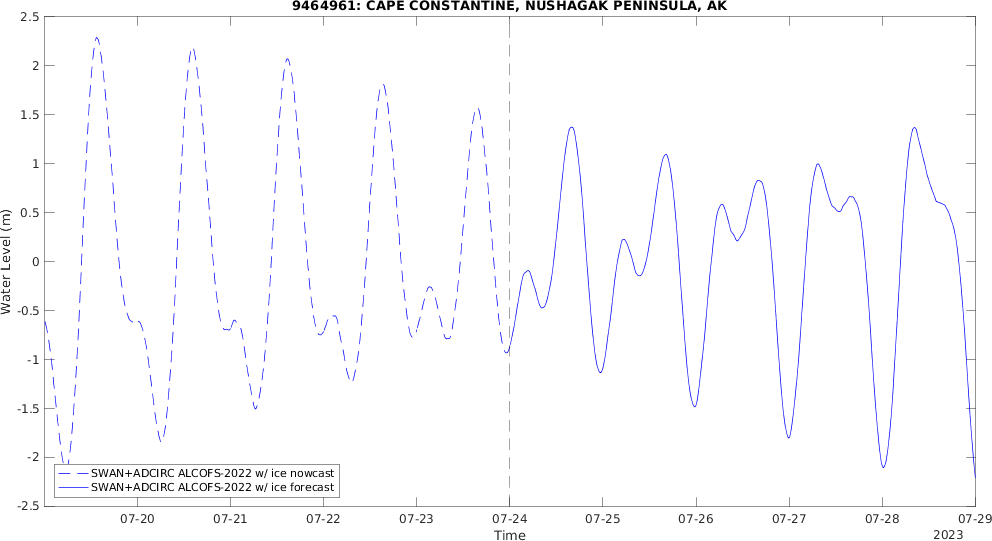 9464961: CAPE CONSTANTINE, NUSHAGAK PENINSULA, AK
2.5
2
1.5
1
0.5
0
-0.5
-1
-1.5
-2
-2.5
Water Level (m)
SWAN+ADCIRC ALCOFS-2022 w/ ice nowcast
SWAN+ADCIRC ALCOFS-2022 w/ ice forecast
07-20 07-21 07-22 07-23 07-24 07-25 07-26 07-27 07-28 07-29
Time
2023